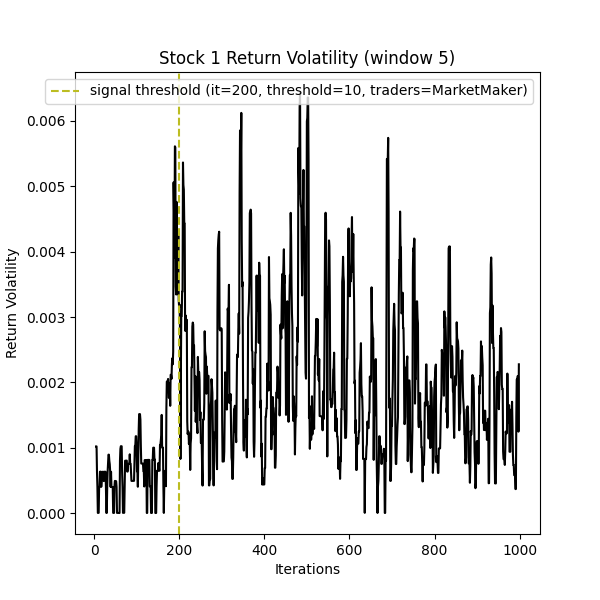 Stock 1 Return Volatility (window 5)
signal threshold (it=200, threshold=10, traders=MarketMaker)
Return Volatility
0.006
0.005
0.004
0.003
0.002
0.001
0.000
0 200 400 600 800 1000
Iterations